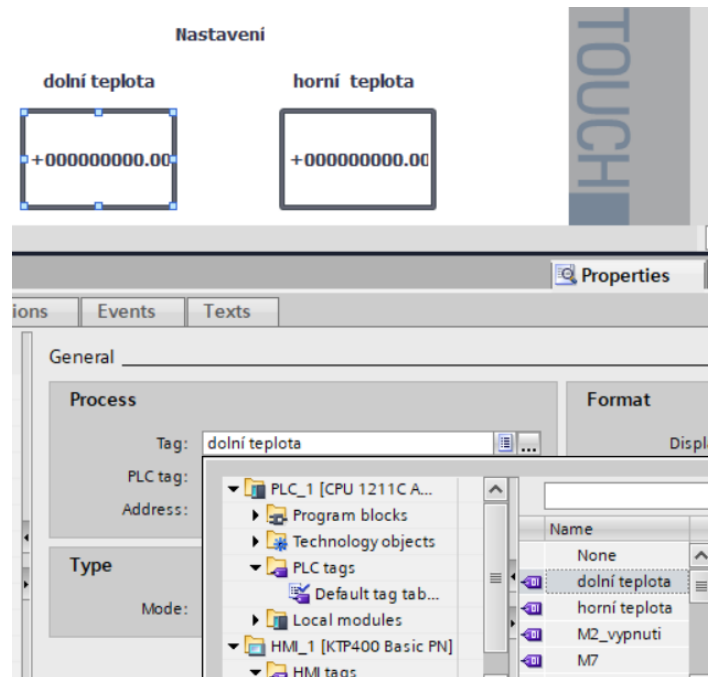 Nastavení
dolní teplota
horní teplota
+000000000.00
+000000000.00
TOUCH
Properties
ions
Events
Texts
General
Process
Format
Tag:
dolní teplota
...
Displ
PLC tag:
Address:
PLC_1 [CPU 1211C A...
Program blocks
Technology objects
PLC tags
Default tag tab...
Local modules
HMI_1 [KTP400 Basic PN]
HMI tags
Type
Mode:
Name
None
dolní teplota
horní teplota
M2_vypnuti
M7